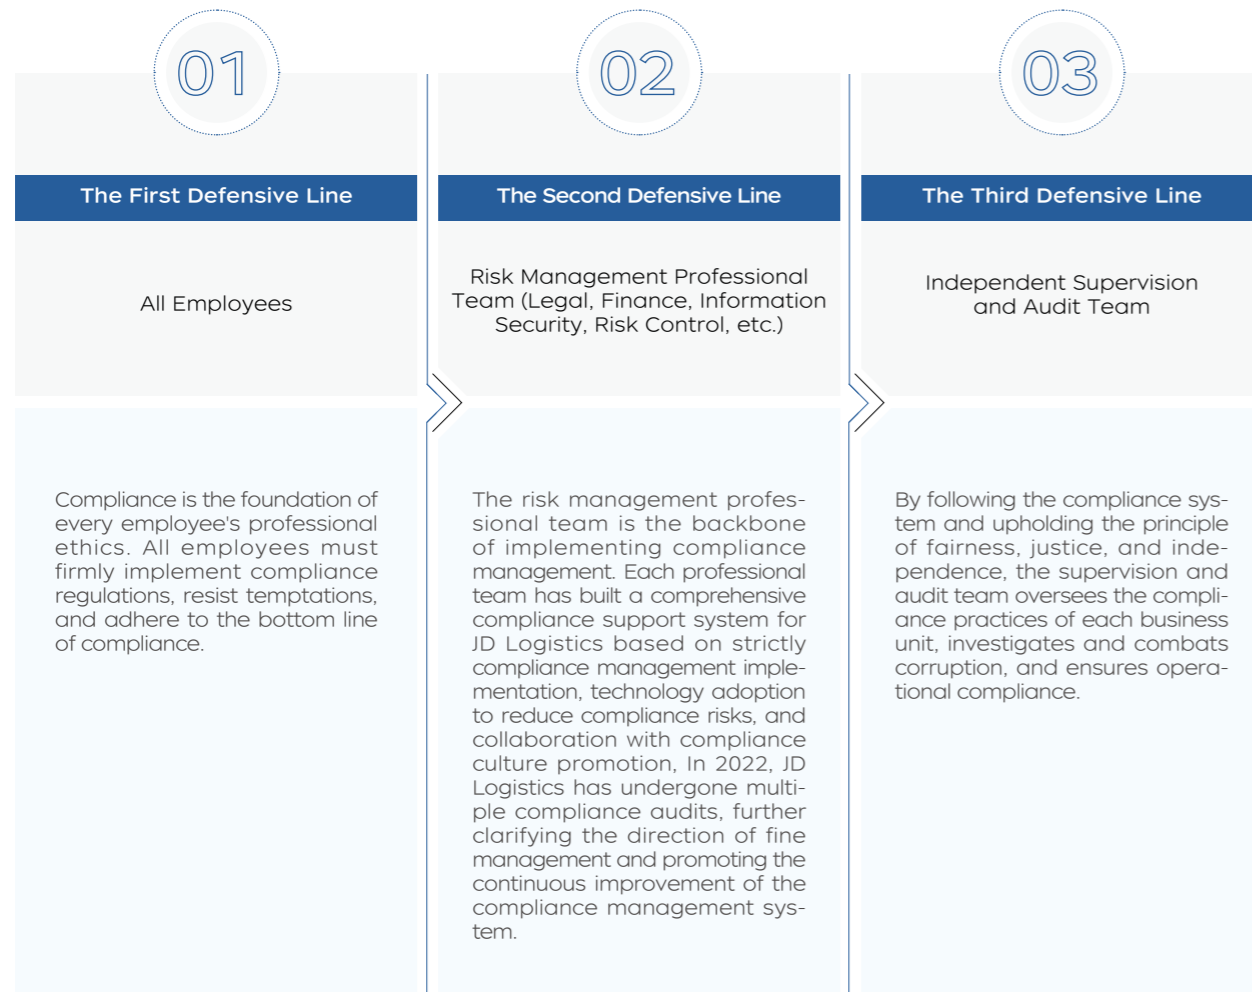 01
The First Defensive Line
All Employees
Compliance is the foundation of
every employee's professional
ethics. All employees must
firmly implement compliance
regulations, resist temptations,
and adhere to the bottom line
of compliance.
02
The Second Defensive Line
Risk Management Professional
Team (Legal, Finance, Information
Security, Risk Control, etc.)
The risk management profes-
sional team is the backbone
of implementing compliance
management. Each professional
team has built a comprehensive
compliance support system for
JD Logistics based on strictly
compliance management imple-
mentation, technology adoption
to reduce compliance risks, and
collaboration with compliance
culture promotion, In 2022, JD
Logistics has undergone multi-
ple compliance audits, further
clarifying the direction of fine
management and promoting the
continuous improvement of the
compliance management sys-
tem.
03
The Third Defensive Line
Independent Supervision
and Audit Team
By following the compliance sys-
tem and upholding the principle
of fairness, justice, and inde-
pendence, the supervision and
audit team oversees the compli-
ance practices of each business
unit, investigates and combats
corruption, and ensures opera-
tional compliance.